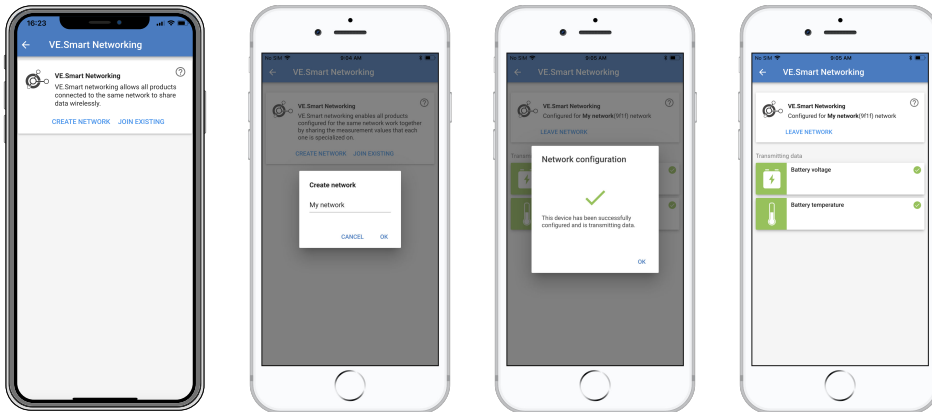 16:23
VE.Smart Networking
VE.Smart Networking
VE.Smart networking allows all products
connected to the same network to share
data wirelessly.
CREATE NETWORK JOIN EXISTING
No SIM 9:04 AM
VE.Smart Networking
VE.Smart Networking
VE.Smart networking enables all products
configured for the same network work together
by sharing the measurement values that each
one is specialized on.
CREATE NETWORK JOIN EXISTING
Create network
My network
CANCEL OK
No SIM 9:05 AM
VE.Smart Networking
VE.Smart Networking
Configured for My network(9f1f) network
LEAVE NETWORK
Network configuration
This device has been successfully
configured and is transmitting data.
OK
No SIM 9:05 AM
VE.Smart Networking
VE.Smart Networking
Configured for My network(9f1f) network
LEAVE NETWORK
Transmitting data
Battery voltage
Battery temperature